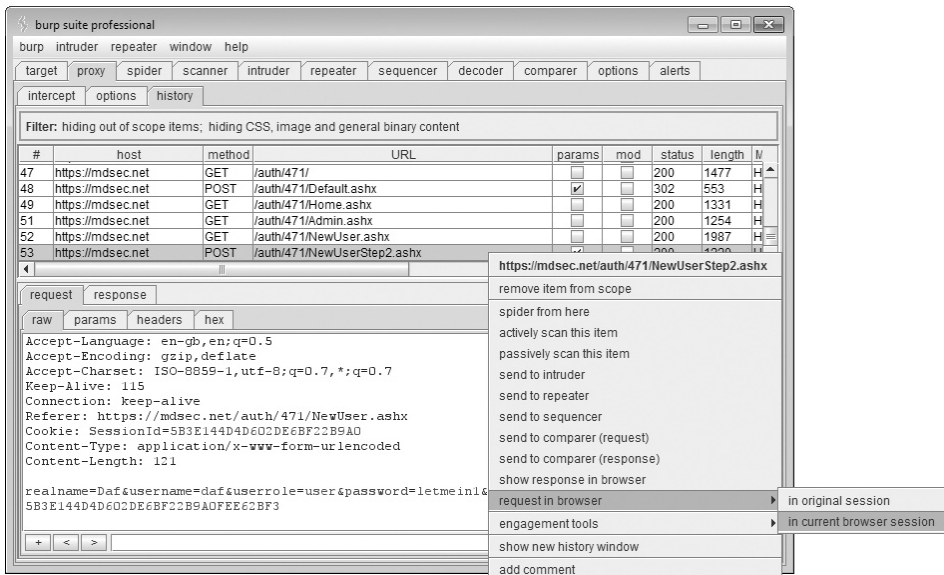 burp suite professional
burp intruder repeater window help
target proxy spider scanner intruder repeater sequencer decoder comparer options alerts
intercept options history
Filter: hiding out of scope items; hiding CSS, image and general binary content
# host method URL params mod status length
47 https://mdsec.net GET /auth/471/ 200 1477 H
48 https://mdsec.net POST /auth/471/Default.ashx 302 553 H
49 https://mdsec.net GET /auth/471/Home.ashx 200 1331 H
51 https://mdsec.net GET /auth/471/Admin.ashx 200 1254 H
52 https://mdsec.net GET /auth/471/NewUser.ashx 200 1987 H
53 https://mdsec.net POST /auth/471/NewUserStep2.ashx
request response
raw params headers hex
Accept-Language: en-gb,en;q=0.5
Accept-Encoding: gzip,deflate
Accept-Charset: ISO-8859-1,utf-8;q=0.7,*;q=0.7
Keep-Alive: 115
Connection: keep-alive
Referer: https://mdsec.net/auth/471/NewUser.ashx
Cookie: SessionId=5B3E144D4D602DE6BF22B9A0
Content-Type: application/x-www-form-urlencoded
Content-Length: 121
realname=Daf&username=daf&userrole=user&password=letmein1&
5B3E144D4D602DE6BF22B9A0FEE62BF3
+ < >
https://mdsec.net/auth/471/NewUserStep2.ashx
remove item from scope
spider from here
actively scan this item
passively scan this item
send to intruder
send to repeater
send to sequencer
send to comparer (request)
send to comparer (response)
show response in browser
request in browser
in original session
in current browser session
engagement tools
show new history window
add comment